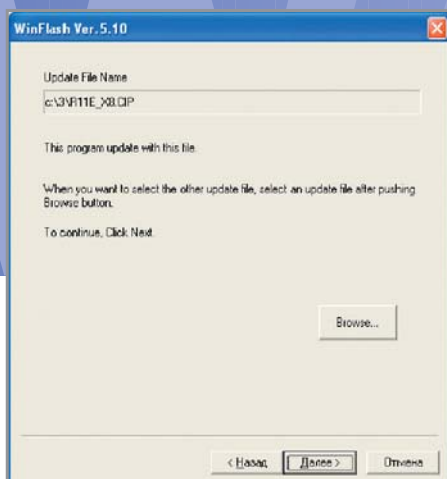 WinFlash Ver.5.10
Update File Name
c:\3\R11E_X8.CIP
This program update with this file.
When you want to select the other update file, select an update file after pushing
Browse button.
To continue, Click Next.
Browse...
< Назад
Далее >
Отмена